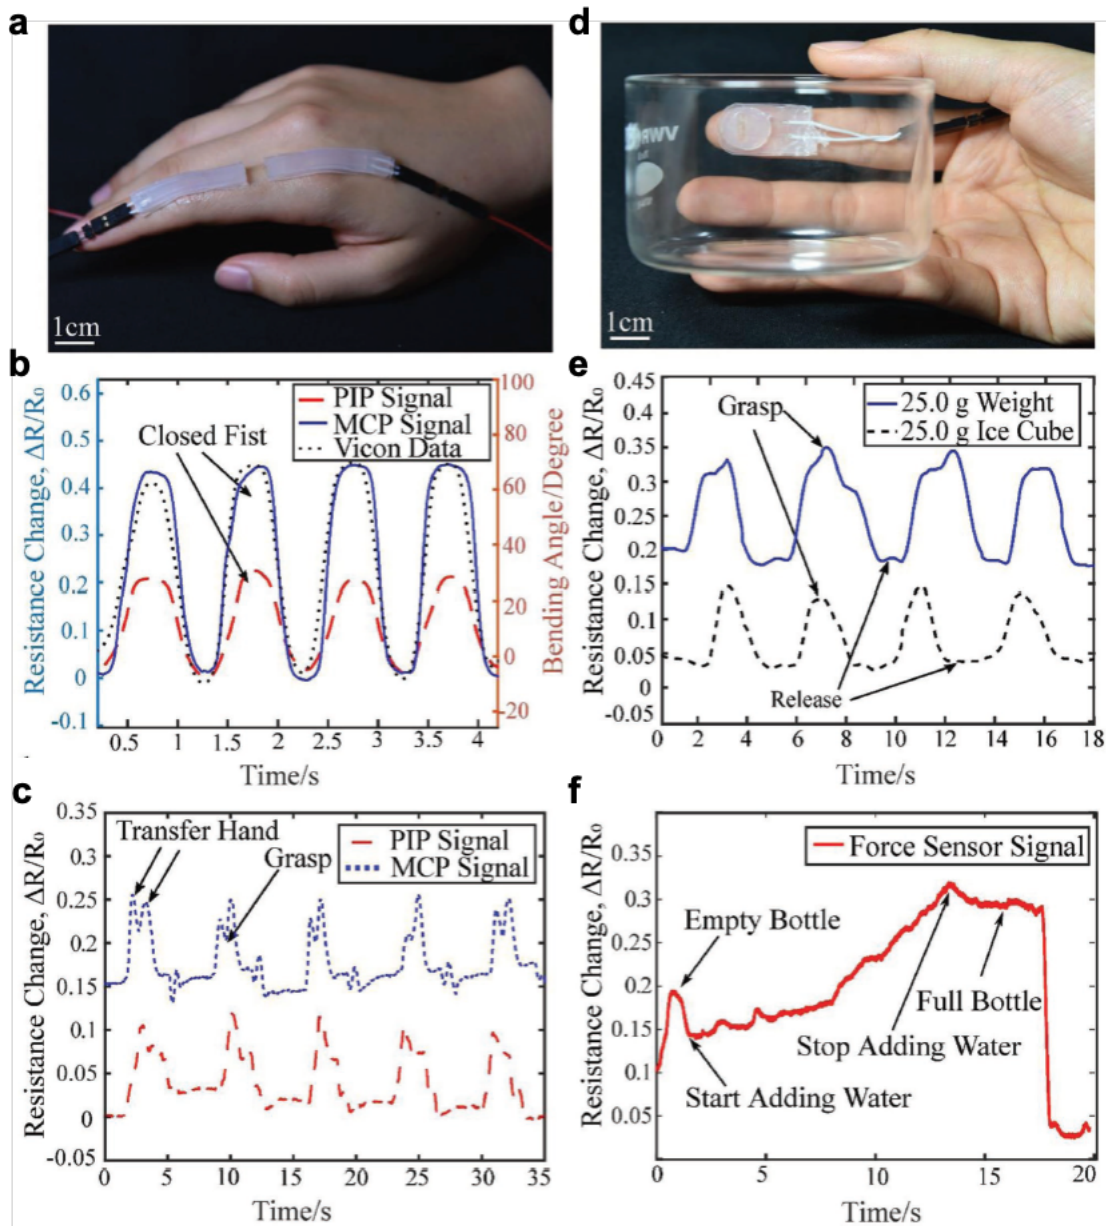 a
1cm
d
VWR
1cm
b
Resistance Change, ΔR/R₀
0.6
0.5
0.4
0.3
0.2
0.1
0
-0.1
PIP Signal
MCP Signal
Vicon Data
Closed Fist
100
80
60
40
20
0
-20
Bending Angle/Degree
0.5 1 1.5 2 2.5 3 3.5 4
Time/s
e
Resistance Change, ΔR/R₀
0.45
0.4
0.35
0.3
0.25
0.2
0.15
0.1
0.05
0
-0.05
25.0 g Weight
25.0 g Ice Cube
Grasp
Release
0 2 4 6 8 10 12 14 16 18
Time/s
c
Resistance Change, ΔR/R₀
0.35
0.3
0.25
0.2
0.15
0.1
0.05
0
-0.05
Transfer Hand
Grasp
PIP Signal
MCP Signal
0 5 10 15 20 25 30 35
Time/s
f
Resistance Change, ΔR/R₀
0.35
0.3
0.25
0.2
0.15
0.1
0.05
Force Sensor Signal
Empty Bottle
Full Bottle
Stop Adding Water
Start Adding Water
0 5 10 15 20
Time/s